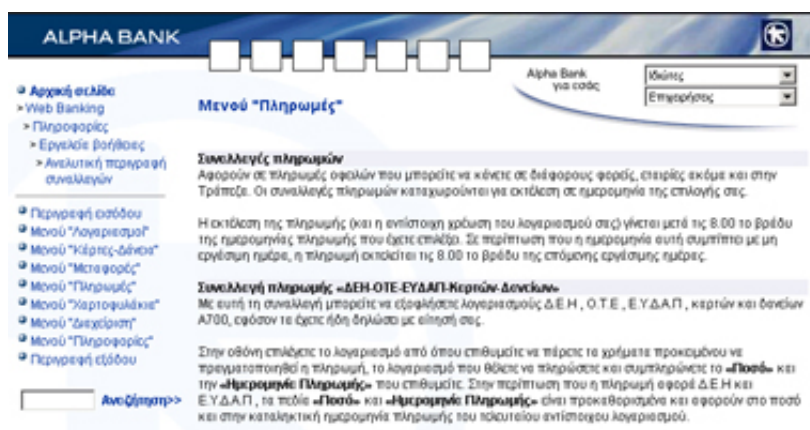 ALPHA BANK
Alpha Bank
για εσάς
Ιδιώτες
Επιχειρήσεις
Αρχική σελίδα
Web Banking
Πληροφορίες
Εργαλεία βοήθειας
Αναλυτική περιγραφή
συναλλαγών
Περιγραφή εισόδου
Μενού "Λογαριασμοί"
Μενού "Κάρτες-Δάνεια"
Μενού "Μεταφορές"
Μενού "Πληρωμές"
Μενού "Χαρτοφυλάκια"
Μενού "Διαχείριση"
Μενού "Πληροφορίες"
Περιγραφή εξόδου
Αναζήτηση>>
Μενού "Πληρωμές"
Συναλλαγές πληρωμών
Αφορούν σε πληρωμές οφειλών που μπορείτε να κάνετε σε διάφορους φορείς, εταιρίες ακόμα και στην
Τράπεζα. Οι συναλλαγές πληρωμών καταχωρούνται για εκτέλεση σε ημερομηνία της επιλογής σας.
Η εκτέλεση της πληρωμής (και η αντίστοιχη χρέωση του λογαριασμού σας) γίνεται μετά τις 8.00 το βράδυ
της ημερομηνίας πληρωμής που έχετε επιλέξει. Σε περίπτωση που η ημερομηνία αυτή συμπίπτει με μη
εργάσιμη ημέρα, η πληρωμή εκτελείται τις 8.00 το βράδυ της επόμενης εργάσιμης ημέρας.
Συναλλαγή πληρωμής «ΔΕΗ-ΟΤΕ-ΕΥΔΑΠ-Καρτών-Δανείων»
Με αυτή τη συναλλαγή μπορείτε να εξοφλήσετε λογαριασμούς Δ.Ε.Η , Ο.Τ.Ε , Ε.Υ.Δ.Α.Π , καρτών και δανείων
Α700, εφόσον τα έχετε ήδη δηλώσει με αίτησή σας.
Στην οθόνη επιλέγετε το λογαριασμό από όπου επιθυμείτε να πάρετε τα χρήματα προκειμένου να
πραγματοποιηθεί η πληρωμή, το λογαριασμό που θέλετε να πληρώσετε και συμπληρώνετε το «Ποσό» και
την «Ημερομηνία Πληρωμής» που επιθυμείτε. Στην περίπτωση που η πληρωμή αφορά Δ.Ε.Η και
Ε.Υ.Δ.Α.Π , τα πεδία «Ποσό» και «Ημερομηνία Πληρωμής» είναι προκαθορισμένα και αφορούν στο ποσό
και στην καταληκτική ημερομηνία πληρωμής του τελευταίου αντίστοιχου λογαριασμού.